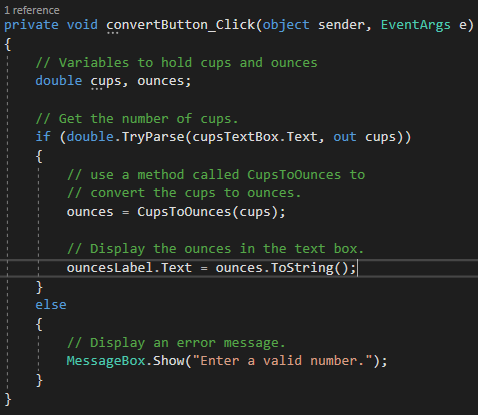 1 reference
private void convertButton_Click(object sender, EventArgs e)
{
    // Variables to hold cups and ounces
    double cups, ounces;

    // Get the number of cups.
    if (double.TryParse(cupsTextBox.Text, out cups))
    {
        // use a method called CupsToOunces to
        // convert the cups to ounces.
        ounces = CupsToOunces(cups);

        // Display the ounces in the text box.
        ouncesLabel.Text = ounces.ToString();
    }
    else
    {
        // Display an error message.
        MessageBox.Show("Enter a valid number.");
    }
}